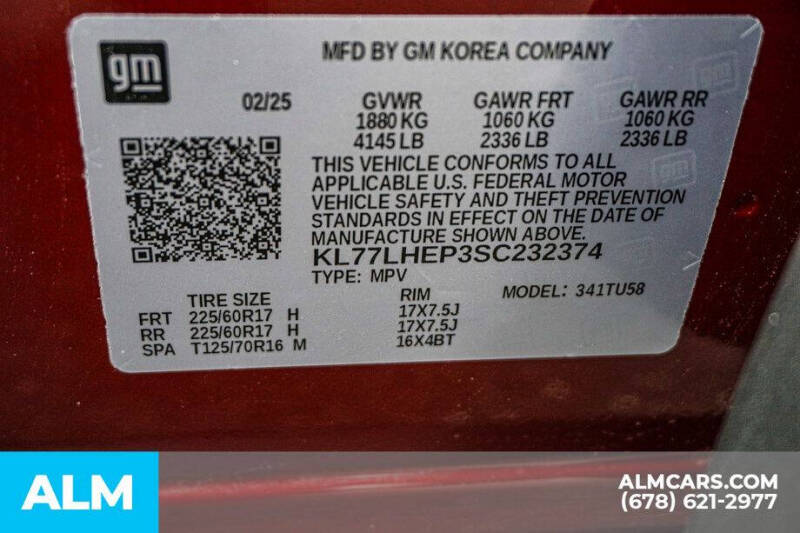 gm
MFD BY GM KOREA COMPANY
02/25 GVWR GAWR FRT GAWR RR
1880 KG 1060 KG 1060 KG
4145 LB 2336 LB 2336 LB
THIS VEHICLE CONFORMS TO ALL
APPLICABLE U.S. FEDERAL MOTOR
VEHICLE SAFETY AND THEFT PREVENTION
STANDARDS IN EFFECT ON THE DATE OF
MANUFACTURE SHOWN ABOVE.
KL77LHEP3SC232374
TYPE: MPV
MODEL: 341TU58
TIRE SIZE RIM
FRT 225/60R17 H 17X7.5J
RR 225/60R17 H 17X7.5J
SPA T125/70R16 M 16X4BT
ALM
ALMCARS.COM
(678) 621-2977